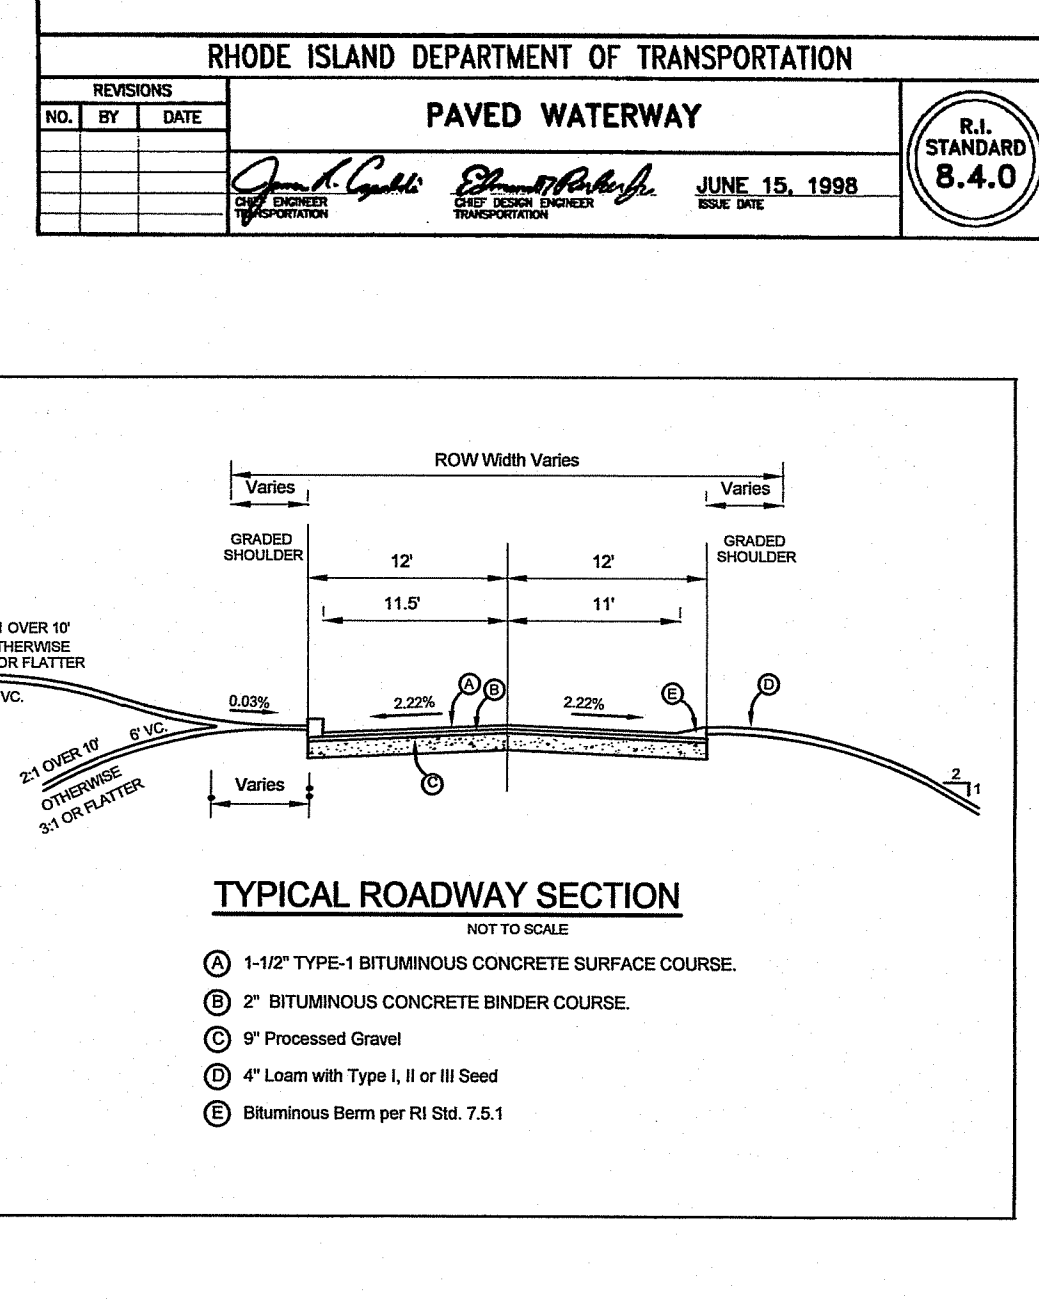 RHODE ISLAND DEPARTMENT OF TRANSPORTATION
REVISIONS
NO. BY DATE
PAVED WATERWAY
R.I.
STANDARD
8.4.0
CHIEF ENGINEER
TRANSPORTATION
CHIEF DESIGN ENGINEER
TRANSPORTATION
JUNE 15, 1998
ISSUE DATE
ROW Width Varies
Varies
Varies
GRADED
SHOULDER
GRADED
SHOULDER
12'
12'
11.5'
11'
OVER 10'
OR FLATTER
VC.
0.03%
2.22%
A
B
2.22%
E
D
6' VC.
2:1 OVER 10'
OTHERWISE
3:1 OR FLATTER
Varies
C
2
1
TYPICAL ROADWAY SECTION
NOT TO SCALE
A 1-1/2" TYPE-1 BITUMINOUS CONCRETE SURFACE COURSE.
B 2" BITUMINOUS CONCRETE BINDER COURSE.
C 9" Processed Gravel
D 4" Loam with Type I, II or III Seed
E Bituminous Berm per RI Std. 7.5.1